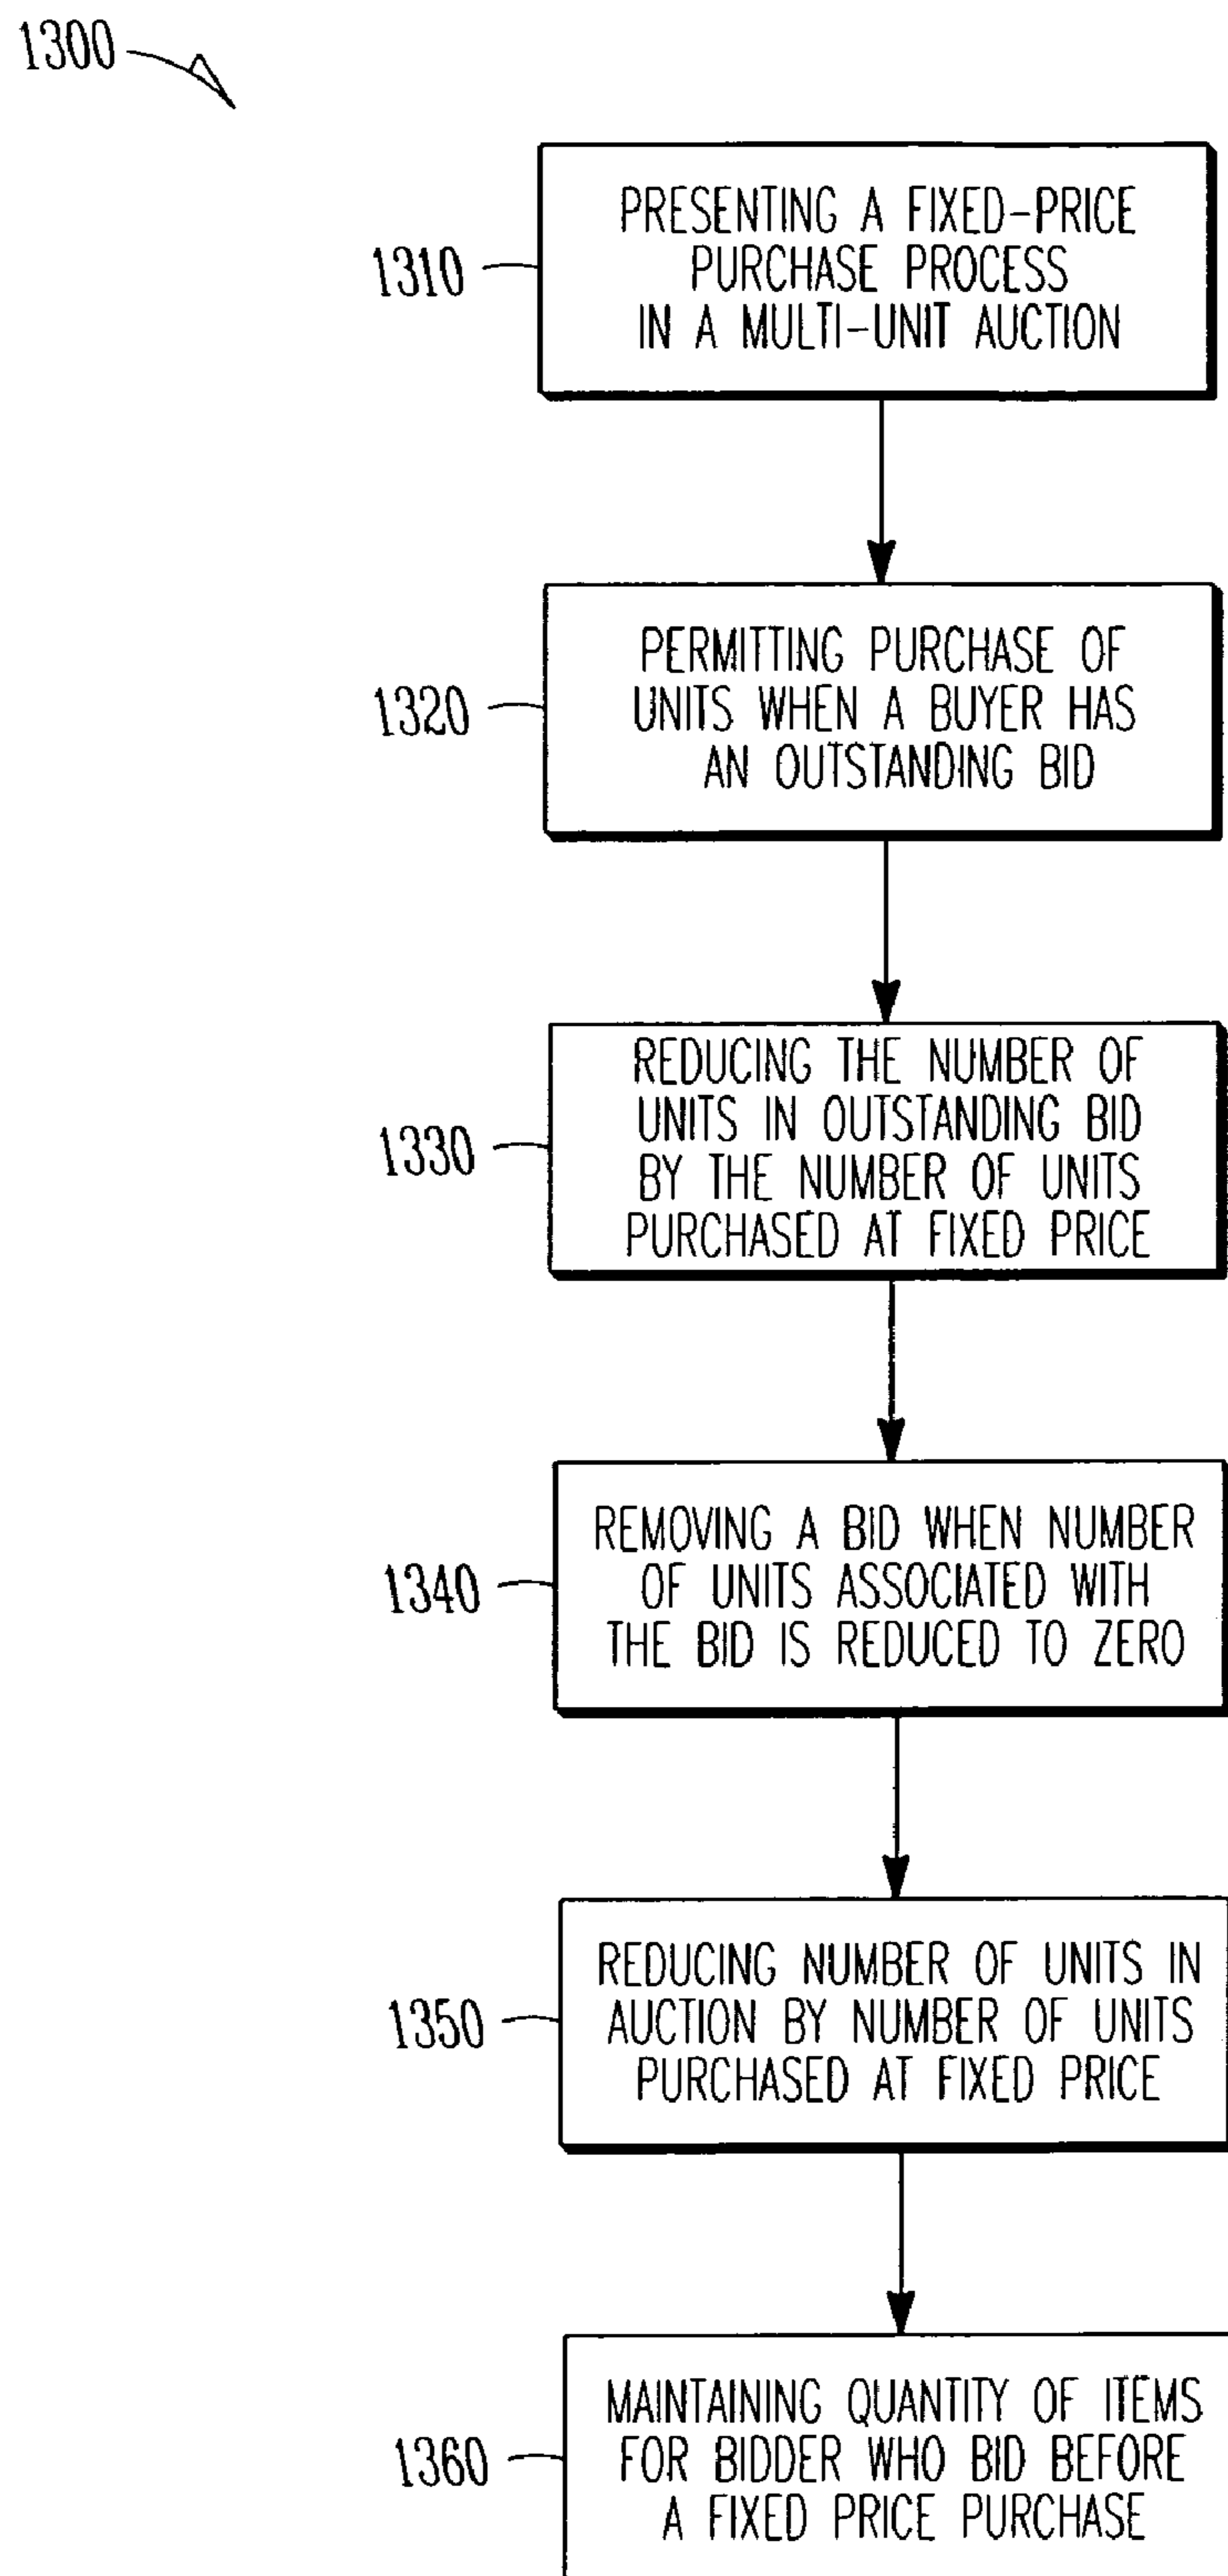 1300
1310
PRESENTING A FIXED-PRICE
PURCHASE PROCESS
IN A MULTI-UNIT AUCTION
1320
PERMITTING PURCHASE OF
UNITS WHEN A BUYER HAS
AN OUTSTANDING BID
1330
REDUCING THE NUMBER OF
UNITS IN OUTSTANDING BID
BY THE NUMBER OF UNITS
PURCHASED AT FIXED PRICE
1340
REMOVING A BID WHEN NUMBER
OF UNITS ASSOCIATED WITH
THE BID IS REDUCED TO ZERO
1350
REDUCING NUMBER OF UNITS IN
AUCTION BY NUMBER OF UNITS
PURCHASED AT FIXED PRICE
1360
MAINTAINING QUANTITY OF ITEMS
FOR BIDDER WHO BID BEFORE
A FIXED PRICE PURCHASE